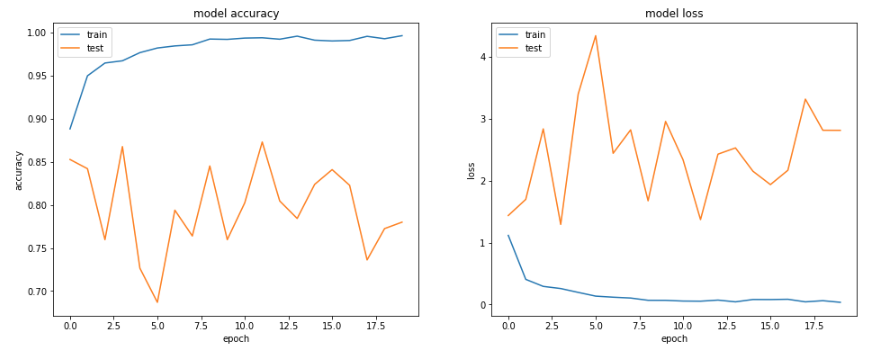 model accuracy
train
test
1.00
0.95
0.90
0.85
0.80
0.75
0.70
accuracy
0.0
2.5
5.0
7.5
10.0
12.5
15.0
17.5
epoch
model loss
train
test
4
3
2
1
0
loss
0.0
2.5
5.0
7.5
10.0
12.5
15.0
17.5
epoch